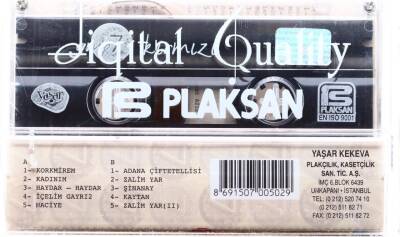 Digital Quality
Yaşar
PLAKSAN
PLAKSAN
EN ISO 9001
A
1- KORKMİREM
2- KADINIM
3- HAYDAR - HAYDAR
4- İÇELİM GAYRİ2
5- HACİYE
B
1- ADANA ÇİFTETELLİSİ
2- ZALİM YAR
3- ŞINANAY
4- KAYTAN
5- ZALİM YAR(II)
8 691507 005029
YAŞAR KEKEVA
PLAKÇILIK, KASETÇİLİK
SAN. TİC. A.Ş.
İMÇ 6.BLOK 6439
UNKAPANI - İSTANBUL
TEL: (0 212) 520 74 10
(0 212) 511 82 71
FAX: (0 212) 511 82 72